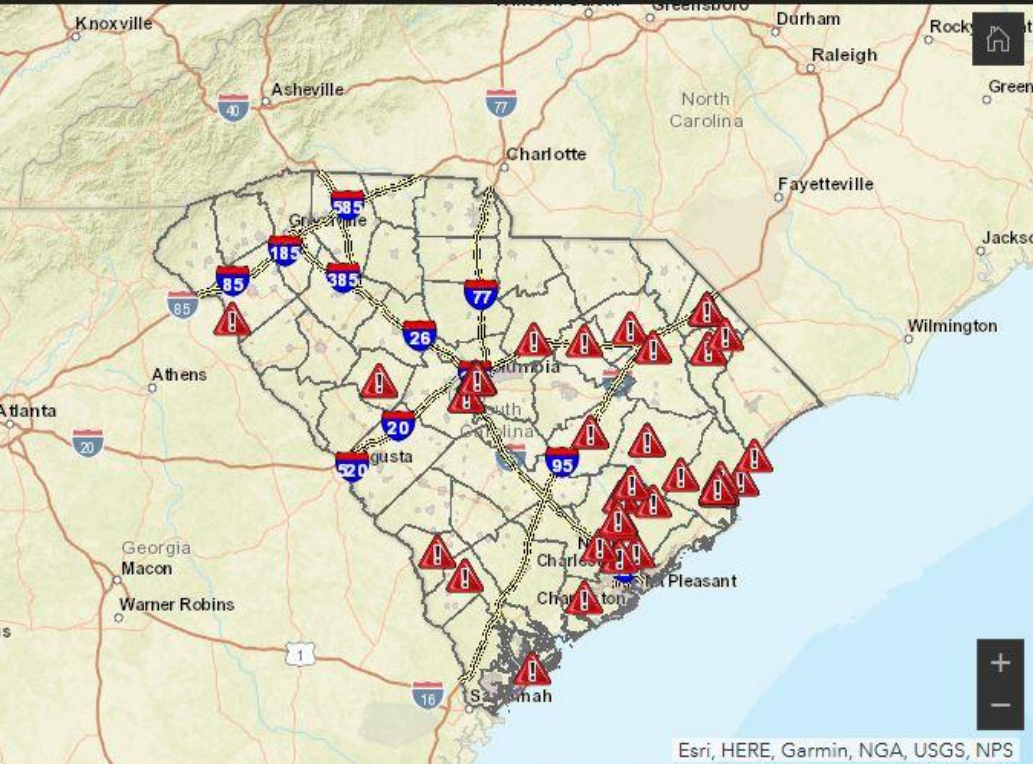 Knoxville
Greensboro
Durham
Raleigh
Asheville
40
77
North
Carolina
Green
Charlotte
Fayetteville
585
185
385
85
85
Jackso
77
26
Wilmington
Athens
Atlanta
20
20
520
gusta
95
Georgia
Macon
Warner Robins
1
16
Mt Pleasant
+
−
Esri, HERE, Garmin, NGA, USGS, NPS